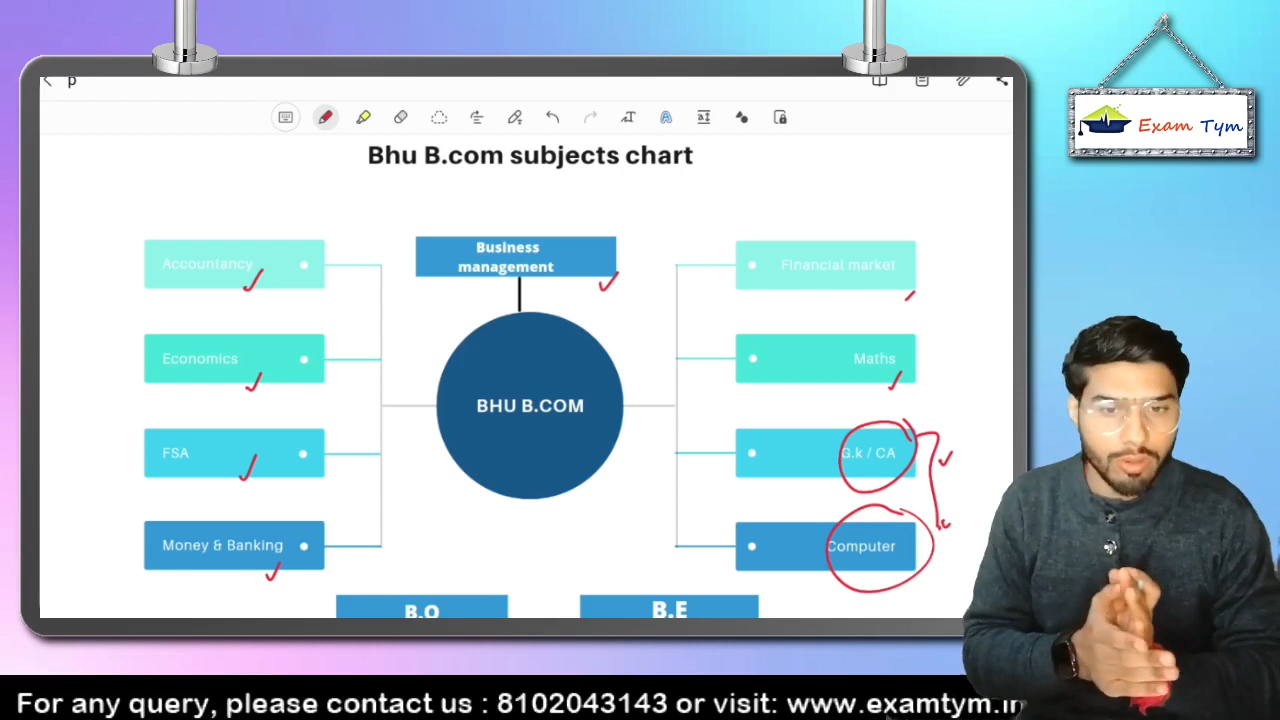 p
Exam Tym
Bhu B.com subjects chart
Business
management
Accountancy
Financial market
Economics
Maths
BHU B.COM
FSA
G.k / CA
Money & Banking
Computer
B.O
B.E
For any query, please contact us : 8102043143 or visit: www.examtym.in